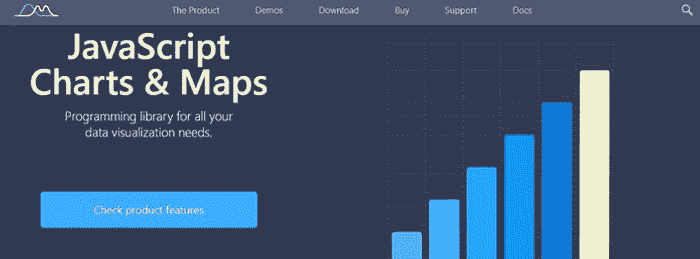 The Product Demos Download Buy Support Docs
JavaScript
Charts & Maps
Programming library for all your
data visualization needs.
Check product features